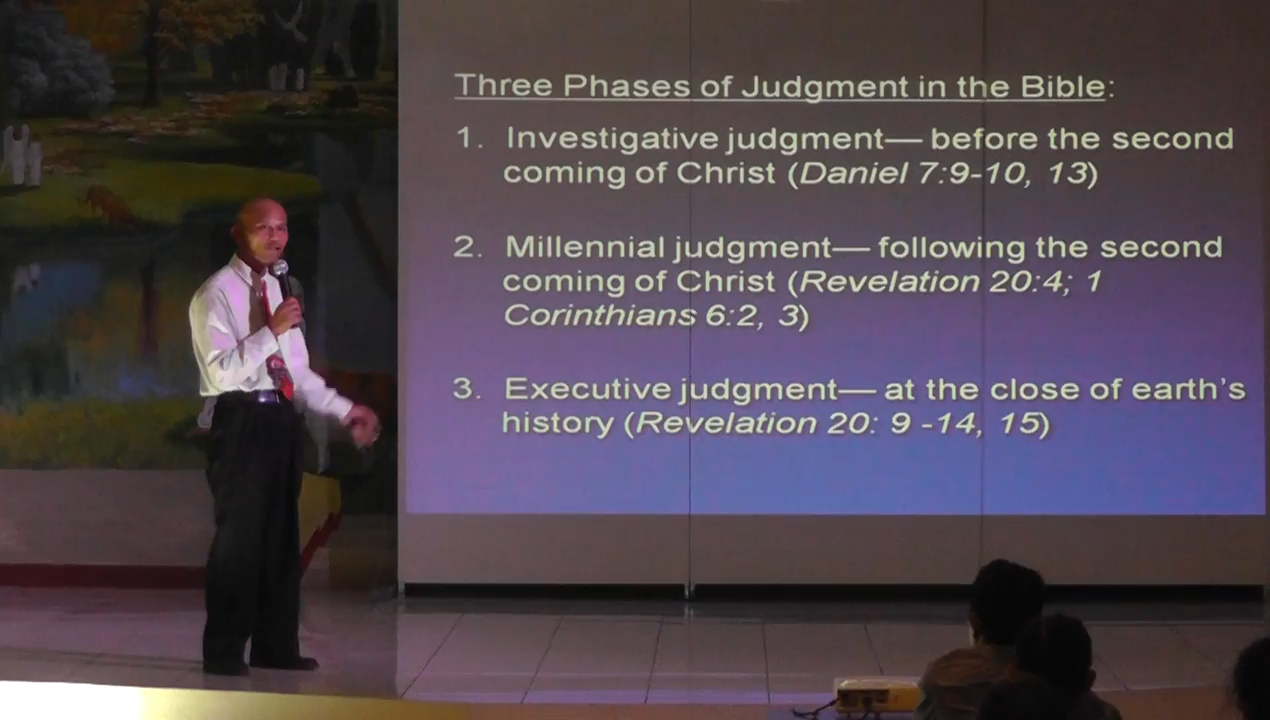 Three Phases of Judgment in the Bible:
1. Investigative judgment— before the second
coming of Christ (Daniel 7:9-10, 13)
2. Millennial judgment— following the second
coming of Christ (Revelation 20:4; 1
Corinthians 6:2, 3)
3. Executive judgment— at the close of earth's
history (Revelation 20: 9 -14, 15)